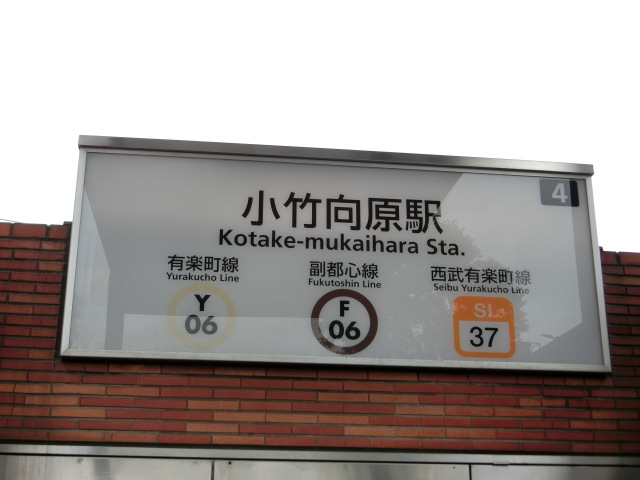 4
小竹向原駅
Kotake-mukaihara Sta.
有楽町線
Yurakucho Line
Y
06
副都心線
Fukutoshin Line
F
06
西武有楽町線
Seibu Yurakucho Line
SI
37